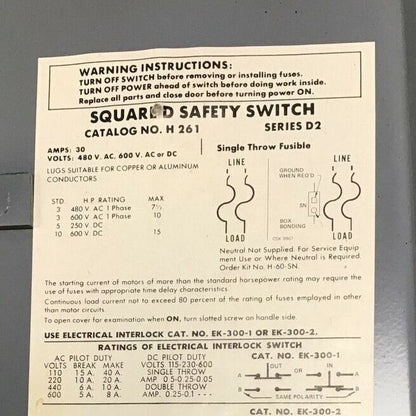 WARNING INSTRUCTIONS:
TURN OFF SWITCH before removing or installing fuses.
TURN OFF POWER ahead of switch before doing work inside.
Replace all parts and close door before turning power ON.
SQUARE D SAFETY SWITCH
CATALOG NO. H 261 SERIES D2
AMPS: 30
VOLTS: 480 V. AC. 600 V. AC or DC
LUGS SUITABLE FOR COPPER OR ALUMINUM
CONDUCTORS
STD. H P RATING MAX
3 480 V. AC 1 Phase 7½
3 600 V. AC 1 Phase 10
5 250 V. DC
10 600 V. DC 15
Single Throw Fusible
LINE LINE
GROUND
WHEN REQ'D
SN
BOX
BONDING
LOAD LOAD
Neutral Not Supplied. For Service Equip
ment Use or Where Neutral is Required.
Order Kit No. H-60-SN.
The starting current of motors of more than the standard horsepower rating may require the
use of fuses with appropriate time delay characteristics.
Continuous load current not to exceed 80 percent of the rating of fuses employed in other
than motor circuits
To open cover for examination when ON, turn slotted screw on handle side.
USE ELECTRICAL INTERLOCK CAT. NO. EK-300-1 OR EK-300-2.
RATINGS OF ELECTRICAL INTERLOCK SWITCH
AC PILOT DUTY DC PILOT DUTY
VOLTS BREAK MAKE VOLTS 115-230-600
110 15 A. 40 A. SINGLE THROW
220 10 A. 20 A. AMP. 0.5-0.25-0.05
440 6 A. 10 A. DOUBLE THROW
600 5 A. 8 A. AMP. 0.25-0.1-
CAT. NO. EK-300-1
OUT
OR
IN
SAME POLARITY
CAT. NO. EK-300-2